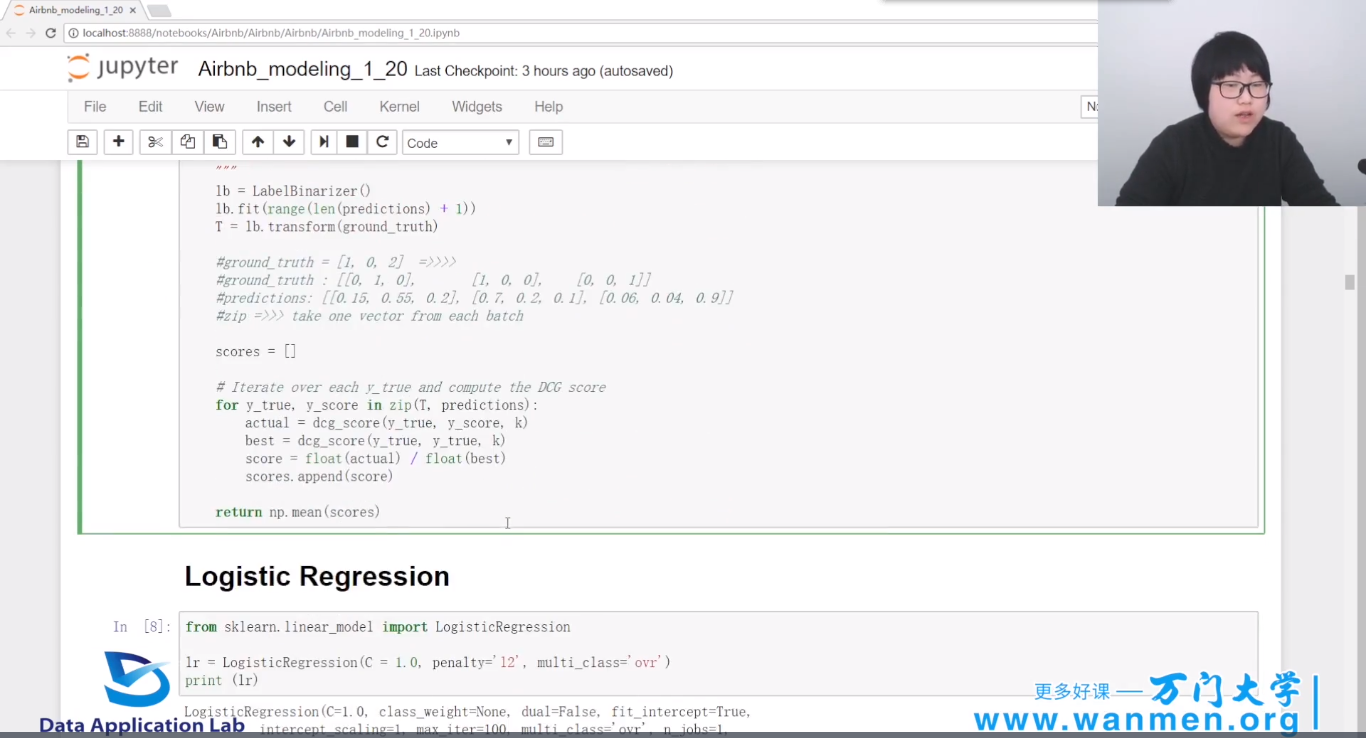 Airbnb_modeling_1_20
localhost:8888/notebooks/Airbnb/Airbnb/Airbnb/Airbnb_modeling_1_20.ipynb
jupyter Airbnb_modeling_1_20 Last Checkpoint: 3 hours ago (autosaved)
File Edit View Insert Cell Kernel Widgets Help
Code
"""
lb = LabelBinarizer()
lb.fit(range(len(predictions) + 1))
T = lb.transform(ground_truth)
#ground_truth = [1, 0, 2] =>>>>
#ground_truth : [[0, 1, 0], [1, 0, 0], [0, 0, 1]]
#predictions: [[0.15, 0.55, 0.2], [0.7, 0.2, 0.1], [0.06, 0.04, 0.9]]
#zip =>>> take one vector from each batch
scores = []
# Iterate over each y_true and compute the DCG score
for y_true, y_score in zip(T, predictions):
actual = dcg_score(y_true, y_score, k)
best = dcg_score(y_true, y_true, k)
score = float(actual) / float(best)
scores.append(score)
return np.mean(scores)
Logistic Regression
In [8]: from sklearn.linear_model import LogisticRegression
lr = LogisticRegression(C = 1.0, penalty='l2', multi_class='ovr')
print (lr)
LogisticRegression(C=1.0, class_weight=None, dual=False, fit_intercept=True,
intercept_scaling=1, max_iter=100, multi_class='ovr', n_jobs=1,
Data Application Lab
更多好课 — 万门大学
www.wanmen.org